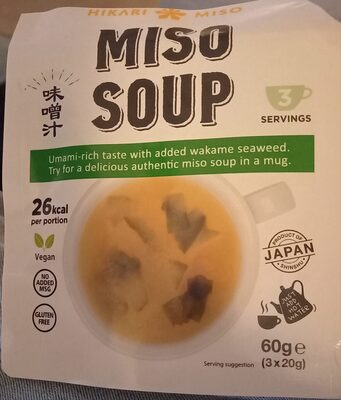 HIKARI MISO
MISO
SOUP
味噌汁
3
SERVINGS
Umami-rich taste with added wakame seaweed.
Try for a delicious authentic miso soup in a mug.
26kcal
per portion
Vegan
NO
ADDED
MSG
GLUTEN
FREE
PRODUCT OF
JAPAN
SHINSHU
JUST
ADD
HOT
WATER
Serving suggestion
60g e
(3 x 20g)